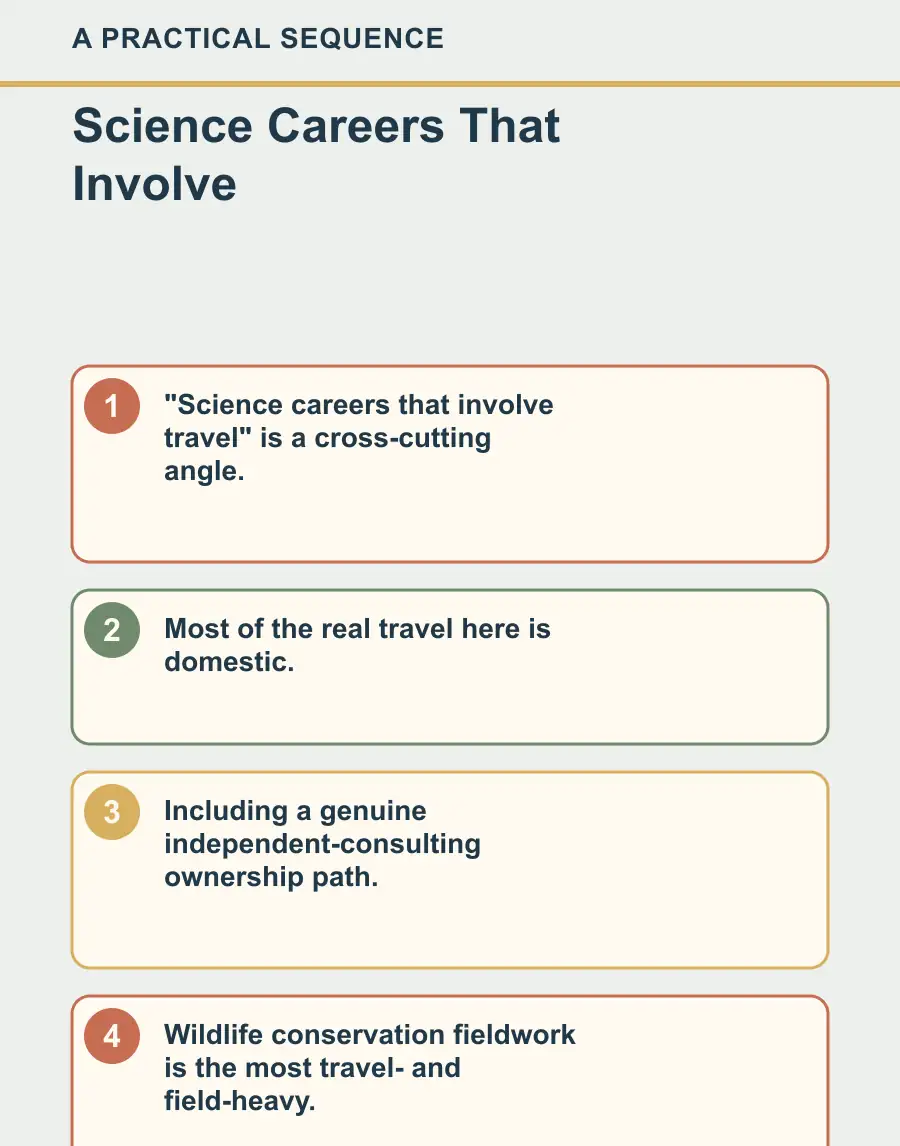 A PRACTICAL SEQUENCE
Science Careers That
Involve
1
"Science careers that involve
travel" is a cross-cutting
angle.
2
Most of the real travel here is
domestic.
3
Including a genuine
independent-consulting
ownership path.
4
Wildlife conservation fieldwork
is the most travel- and
field-heavy.